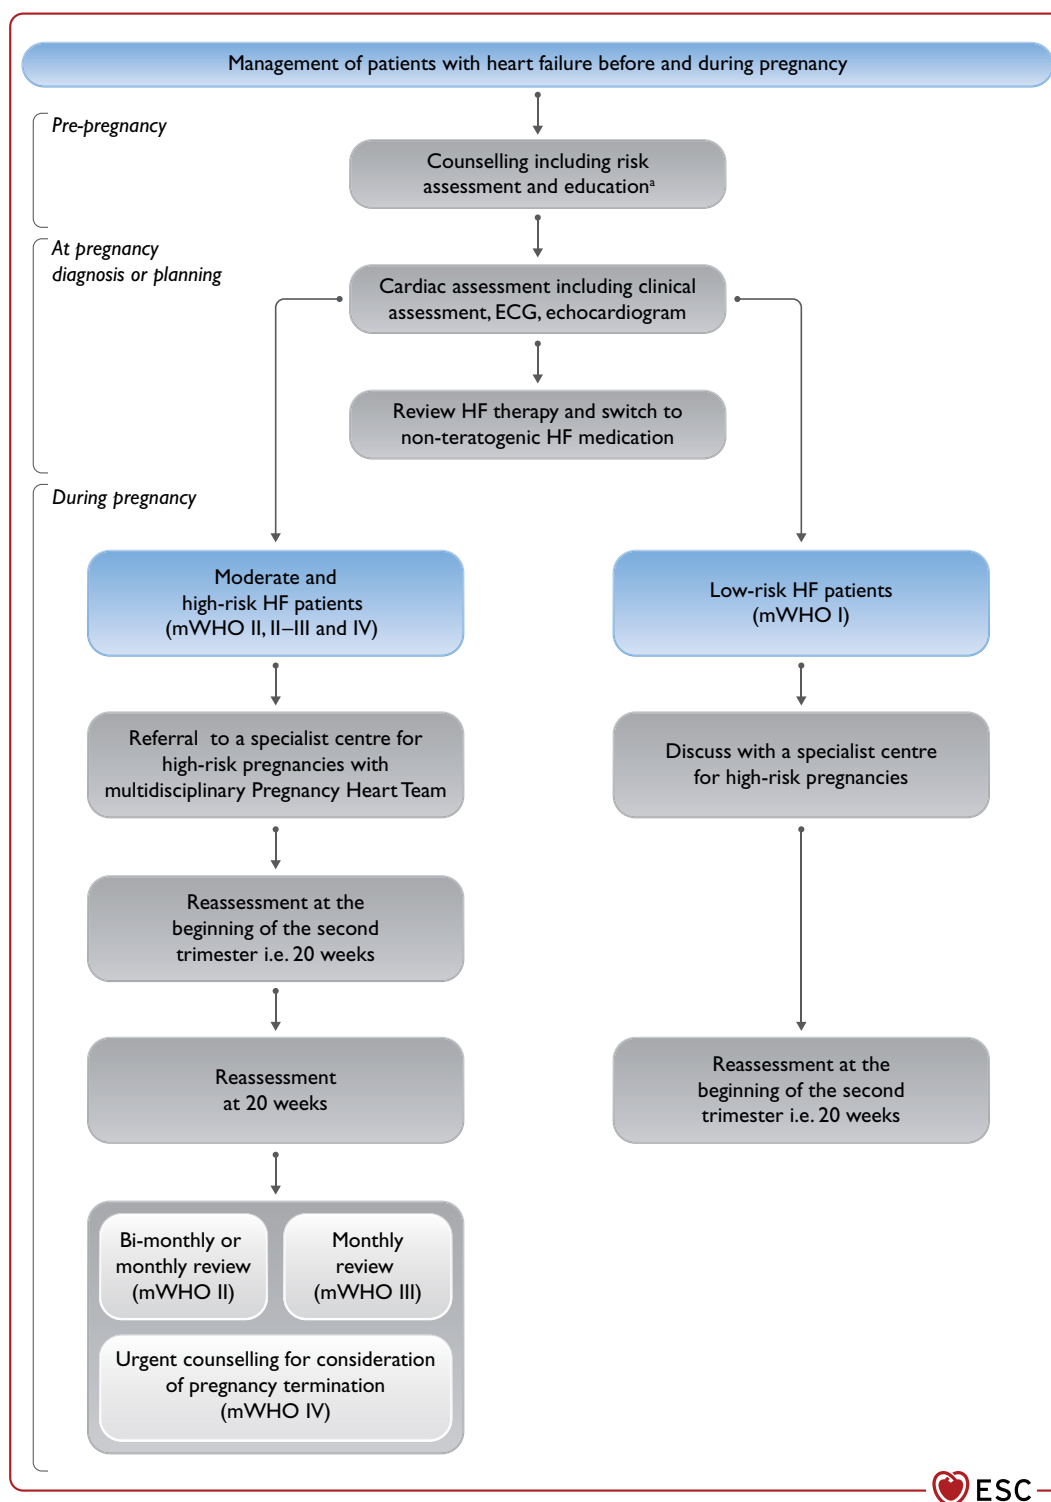 Management of patients with heart failure before and during pregnancy
Pre-pregnancy
Counselling including risk
assessment and educationᵃ
At pregnancy
diagnosis or planning
Cardiac assessment including clinical
assessment, ECG, echocardiogram
Review HF therapy and switch to
non-teratogenic HF medication
During pregnancy
Moderate and
high-risk HF patients
(mWHO II, II–III and IV)
Referral to a specialist centre for
high-risk pregnancies with
multidisciplinary Pregnancy Heart Team
Reassessment at the
beginning of the second
trimester i.e. 20 weeks
Reassessment
at 20 weeks
Bi-monthly or
monthly review
(mWHO II)
Monthly
review
(mWHO III)
Urgent counselling for consideration
of pregnancy termination
(mWHO IV)
Low-risk HF patients
(mWHO I)
Discuss with a specialist centre
for high-risk pregnancies
Reassessment at the
beginning of the second
trimester i.e. 20 weeks
ESC